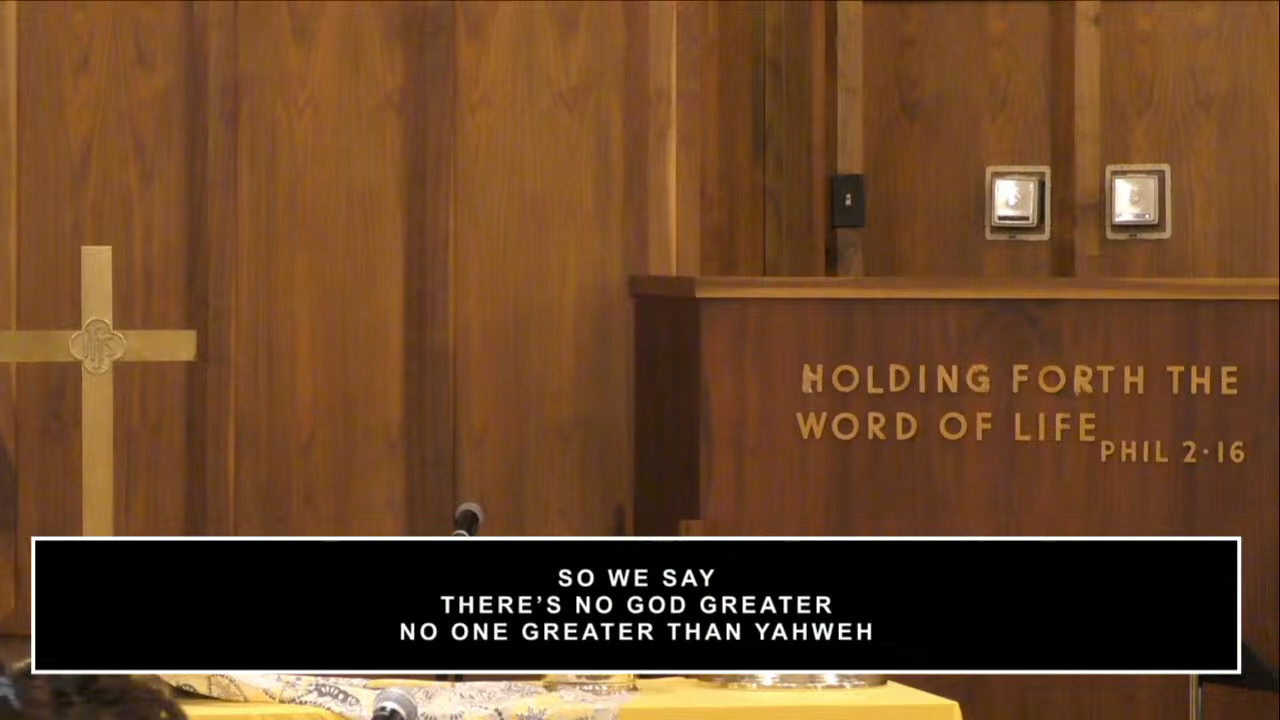 HOLDING FORTH THE
WORD OF LIFE
PHIL 2·16
SO WE SAY
THERE'S NO GOD GREATER
NO ONE GREATER THAN YAHWEH